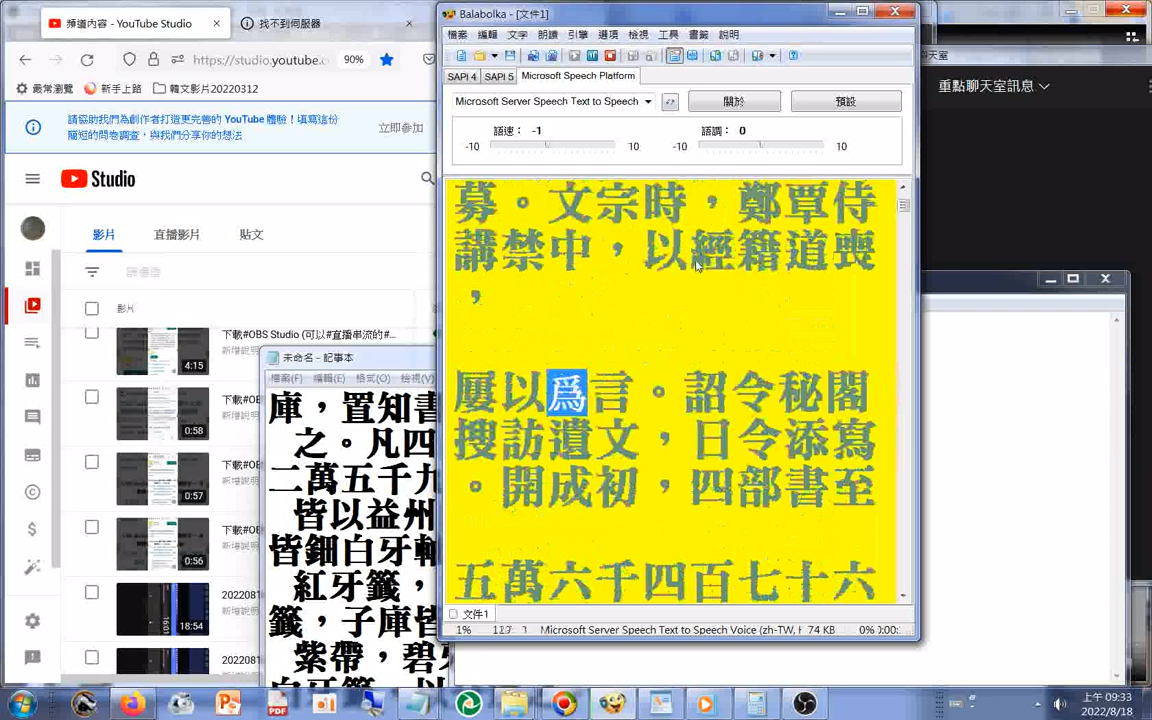 頻道內容 - YouTube Studio
找不到伺服器
https://studio.youtube.c
90%
最常瀏覽
新手上路
韓文影片20220312
請協助我們為創作者打造更完善的 YouTube 體驗！填寫這份
簡短的問卷調查，與我們分享你的想法
立即參加
Studio
影片
直播影片
貼文
影片
下載#OBS Studio (可以#直播串流的#...
4:15
0:58
下載#OB
0:57
下載#OB
0:56
2022081
18:54
2022081
未命名 - 記事本
檔案(F)
編輯(E)
格式(O)
檢視(V)
庫，置知書
之。凡四
二萬五千九
皆以益州
皆鈿白牙軸
紅牙籤，
籤，子庫皆
紫帶，碧牙
白牙籤，以
Balabolka - [文件1]
檔案
編輯
文字
朗讀
引擎
選項
檢視
工具
書籤
說明
SAPI 4
SAPI 5
Microsoft Speech Platform
Microsoft Server Speech Text to Speech
關於
預設
語速： -1
語調： 0
-10
10
-10
10
募。文宗時，鄭覃侍
講禁中，以經籍道喪
，
屢以爲言。詔令秘閣
搜訪遺文，日令添寫
。開成初，四部書至
五萬六千四百七十六
文件1
1%
Microsoft Server Speech Text to Speech Voice (zh-TW, H
74 KB
重點聊天室訊息
天室
上午 09:33
2022/8/18